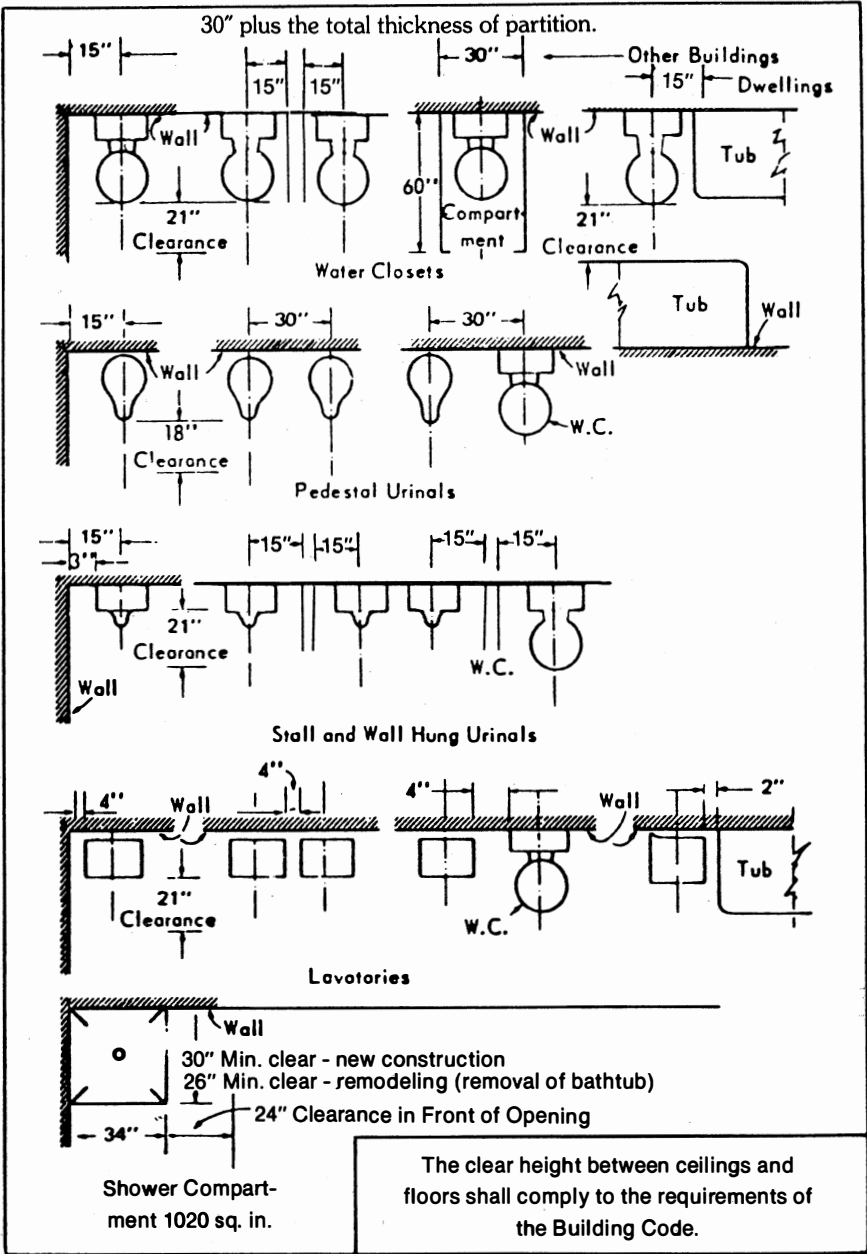 30" plus the total thickness of partition.
15"
15" 15"
30"
Other Buildings
15"
Dwellings
Wall
Wall
Tub
60"
21"
Clearance
Compart-
ment
21"
Clearance
Water Closets
Tub
Wall
15"
30"
30"
Wall
Wall
18"
Clearance
W.C.
Pedestal Urinals
15"
3"
15" 15"
15" 15"
21"
Clearance
W.C.
Wall
Stall and Wall Hung Urinals
4"
Wall
4"
4"
Wall
2"
21"
Clearance
W.C.
Tub
Lavatories
Wall
30" Min. clear - new construction
26" Min. clear - remodeling (removal of bathtub)
24" Clearance in Front of Opening
34"
Shower Compart-
ment 1020 sq. in.
The clear height between ceilings and
floors shall comply to the requirements of
the Building Code.